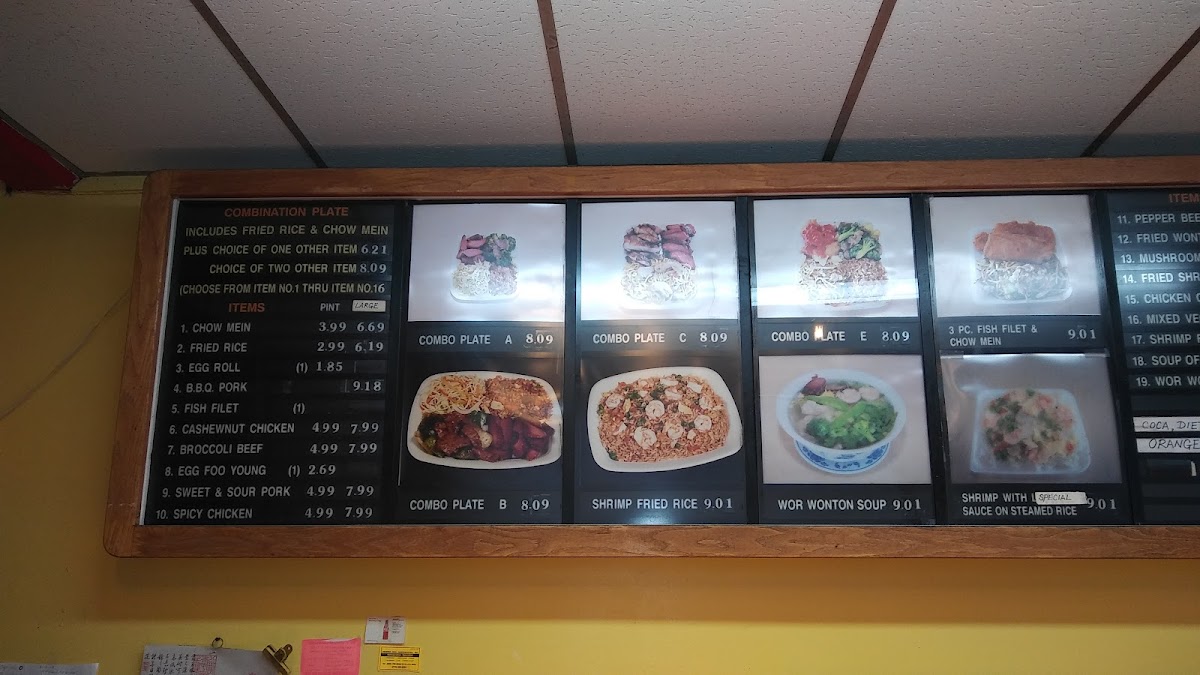 COMBINATION PLATE
INCLUDES FRIED RICE & CHOW MEIN
PLUS CHOICE OF ONE OTHER ITEM 6.21
CHOICE OF TWO OTHER ITEM 8.09
(CHOOSE FROM ITEM NO.1 THRU ITEM NO.16
ITEMS PINT LARGE
1. CHOW MEIN 3.99 6.69
2. FRIED RICE 2.99 6.19
3. EGG ROLL (1) 1.85
4. B.B.Q. PORK 9.18
5. FISH FILET (1)
6. CASHEWNUT CHICKEN 4.99 7.99
7. BROCCOLI BEEF 4.99 7.99
8. EGG FOO YOUNG (1) 2.69
9. SWEET & SOUR PORK 4.99 7.99
10. SPICY CHICKEN 4.99 7.99
COMBO PLATE A 8.09
COMBO PLATE B 8.09
COMBO PLATE C 8.09
SHRIMP FRIED RICE 9.01
COMBO PLATE E 8.09
WOR WONTON SOUP 9.01
3 PC. FISH FILET &
CHOW MEIN 9.01
SHRIMP WITH L SPECIAL 9.01
SAUCE ON STEAMED RICE
ITEM
11. PEPPER BEE
12. FRIED WONT
13. MUSHROOM
14. FRIED SHR
15. CHICKEN
16. MIXED VE
17. SHRIMP
18. SOUP OF
19. WOR WO
COCA, DIET
ORANGE